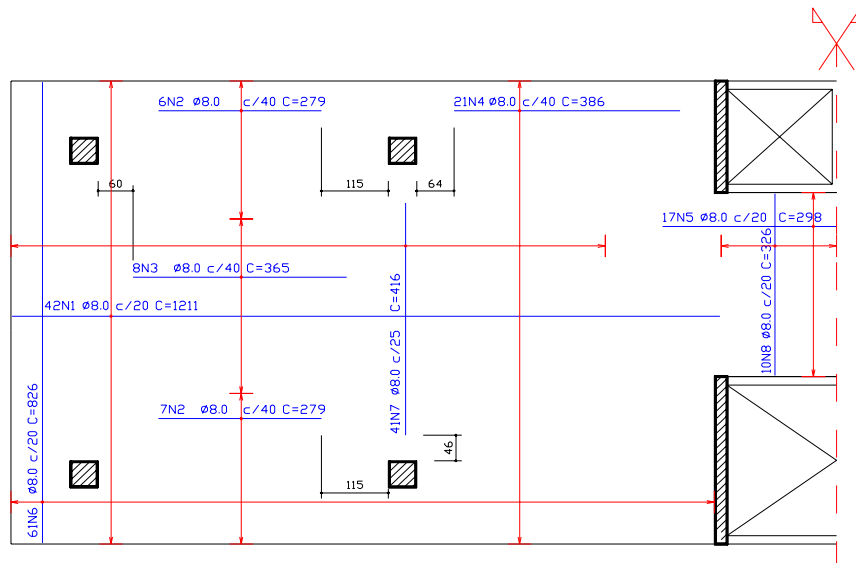 6N2 Ø8.0 c/40 C=279
21N4 Ø8.0 c/40 C=386
60
115
64
17N5 Ø8.0 c/20 C=298
8N3 Ø8.0 c/40 C=365
42N1 Ø8.0 c/20 C=1211
41N7 Ø8.0 c/25 C=416
10N8 Ø8.0 c/20 C=326
61N6 Ø8.0 c/20 C=826
7N2 Ø8.0 c/40 C=279
46
115